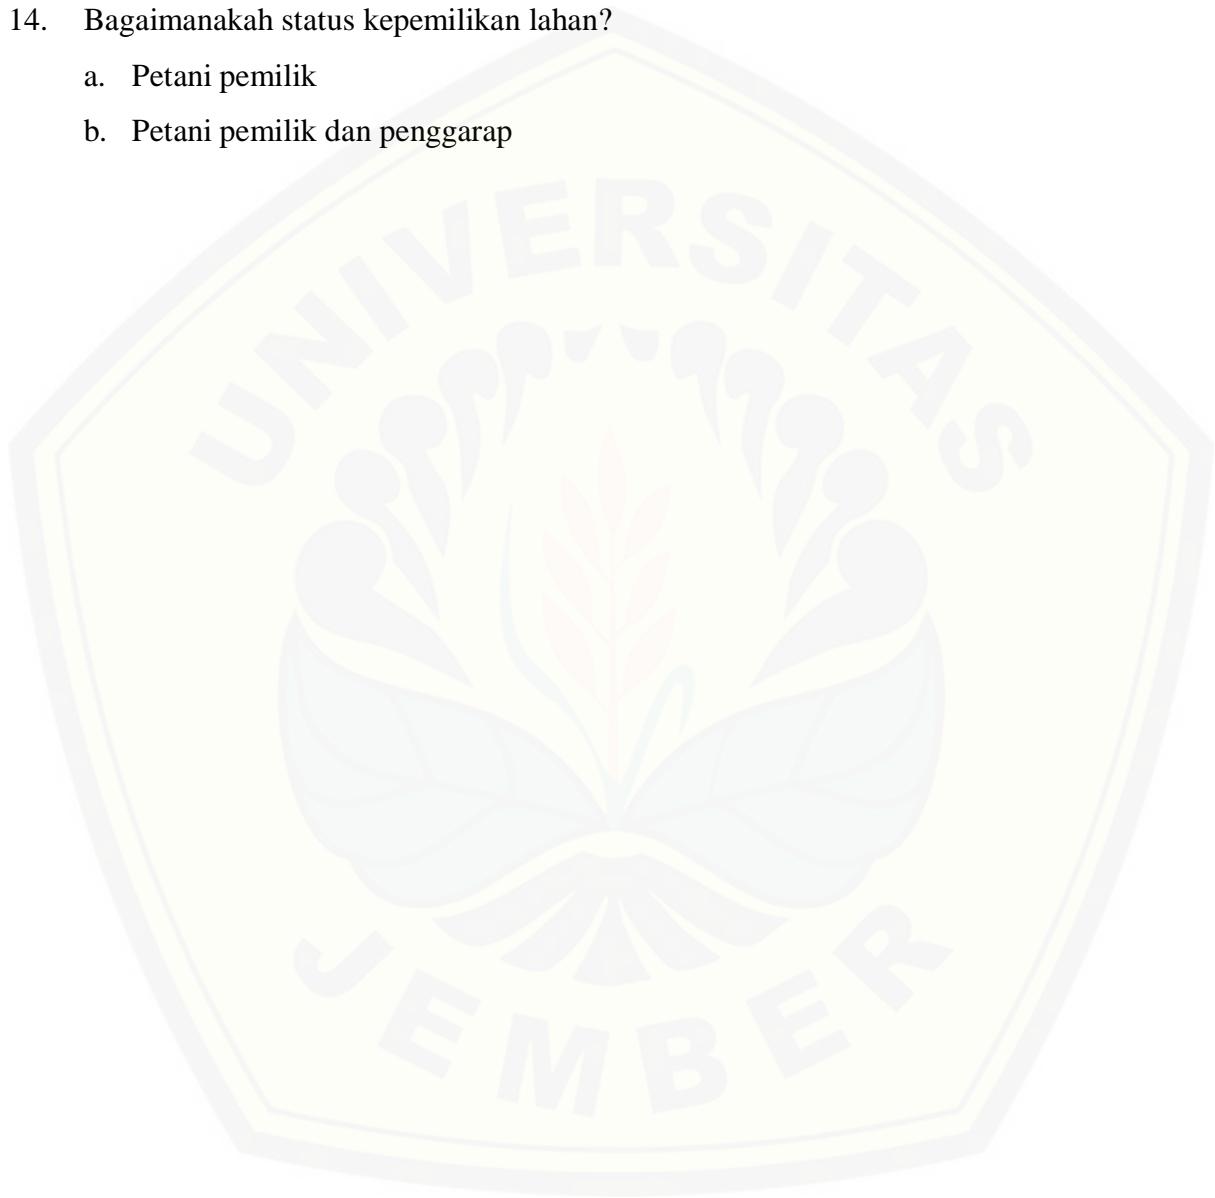 14. Bagaimanakah status kepemilikan lahan?
a. Petani pemilik
b. Petani pemilik dan penggarap
UNIVERSITAS
JEMBER